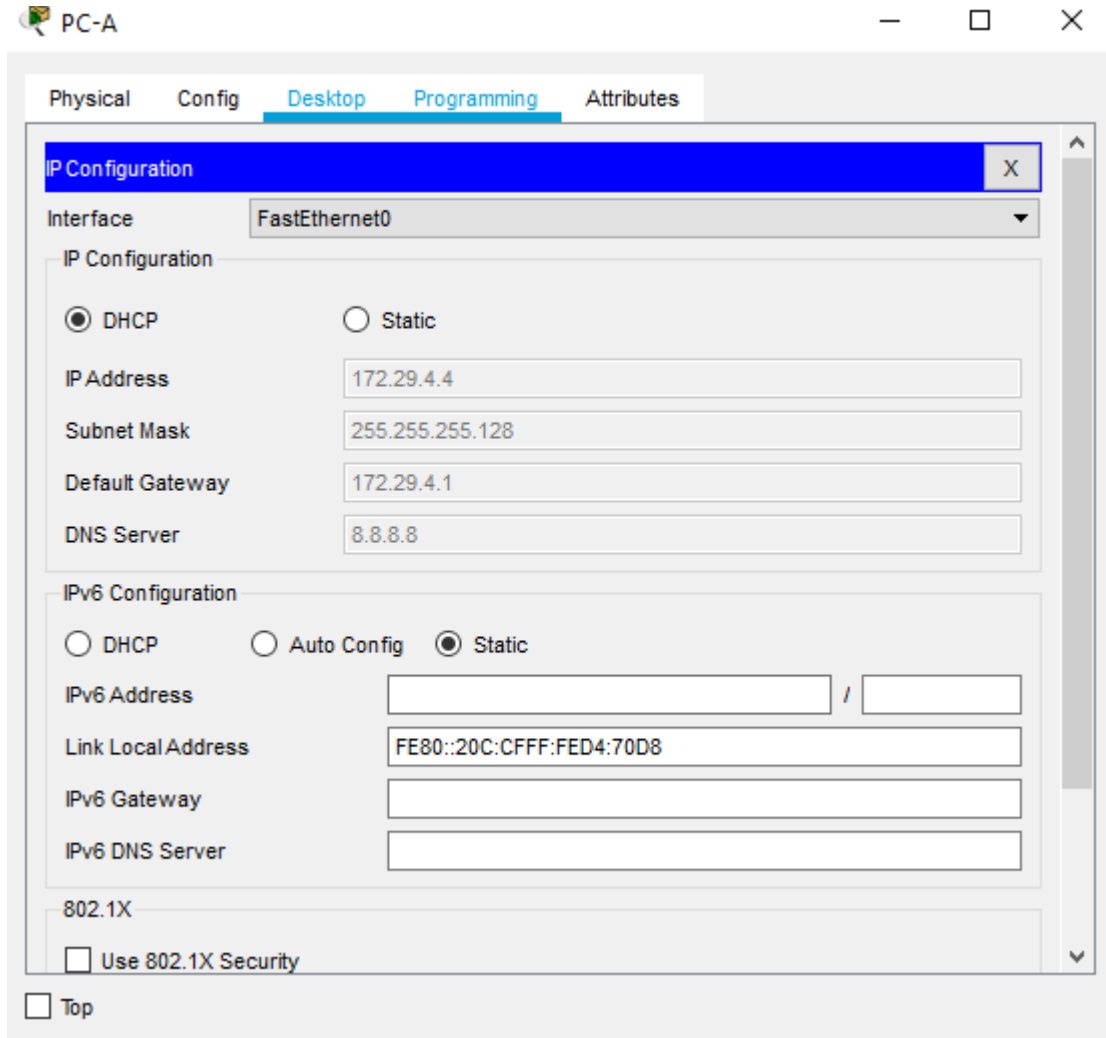 PC-A
Physical Config Desktop Programming Attributes
IP Configuration X
Interface FastEthernet0
IP Configuration
DHCP Static
IP Address 172.29.4.4
Subnet Mask 255.255.255.128
Default Gateway 172.29.4.1
DNS Server 8.8.8.8
IPv6 Configuration
DHCP Auto Config Static
IPv6 Address /
Link Local Address FE80::20C:CFFF:FED4:70D8
IPv6 Gateway
IPv6 DNS Server
802.1X
Use 802.1X Security
Top